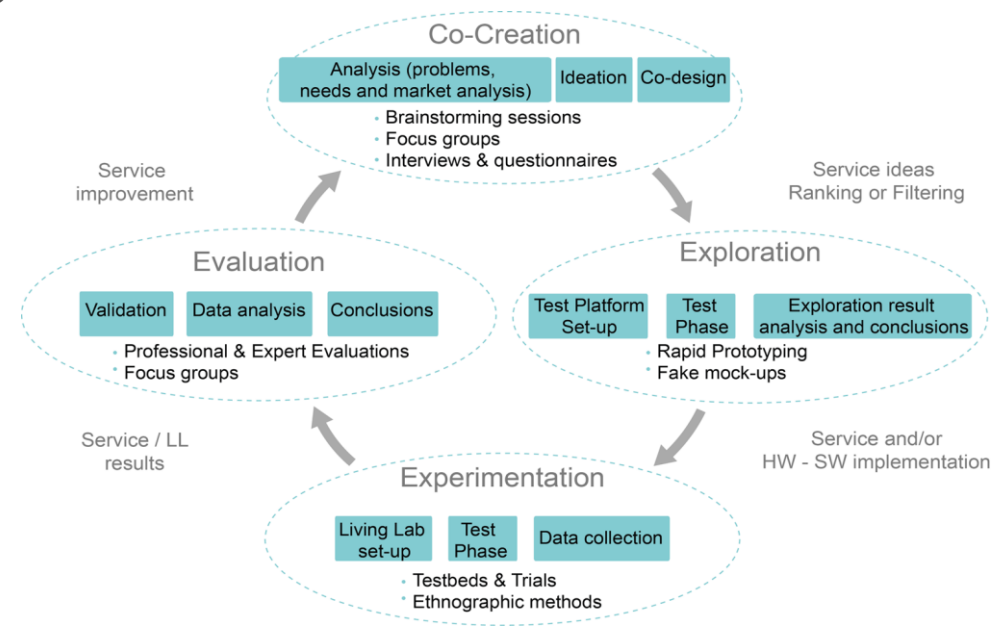 Co-Creation
Analysis (problems,
needs and market analysis)
Ideation
Co-design
Brainstorming sessions
Focus groups
Interviews & questionnaires
Service
improvement
Service ideas
Ranking or Filtering
Evaluation
Validation
Data analysis
Conclusions
Professional & Expert Evaluations
Focus groups
Exploration
Test Platform
Set-up
Test
Phase
Exploration result
analysis and conclusions
Rapid Prototyping
Fake mock-ups
Service / LL
results
Service and/or
HW - SW implementation
Experimentation
Living Lab
set-up
Test
Phase
Data collection
Testbeds & Trials
Ethnographic methods